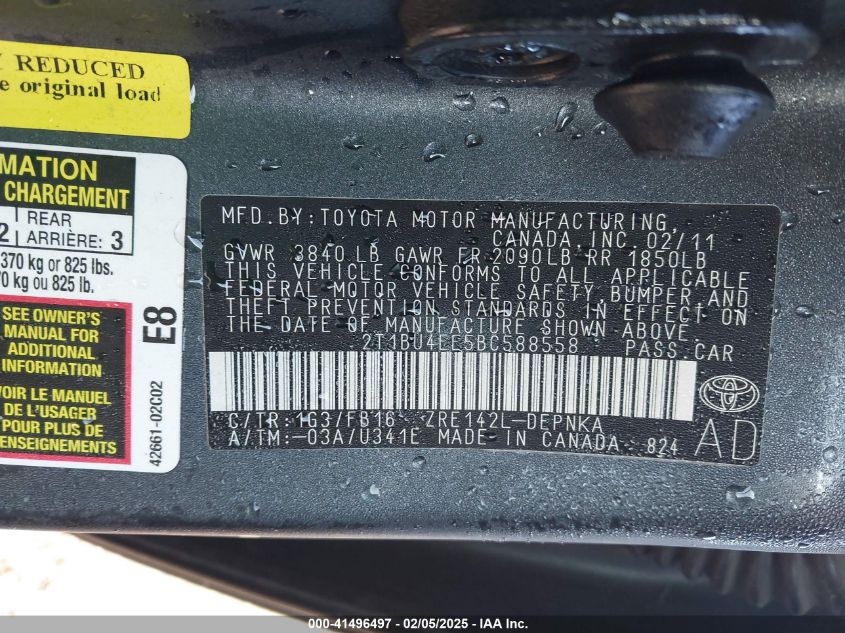 Y REDUCED
e original load
MATION
CHARGEMENT
2 REAR
ARRIÈRE: 3
370 kg or 825 lbs.
0 kg ou 825 lb.
SEE OWNER'S
MANUAL FOR
ADDITIONAL
INFORMATION
VOIR LE MANUEL
DE L'USAGER
POUR PLUS DE
RENSEIGNEMENTS
E8
42661-02C02
MFD.BY:TOYOTA MOTOR MANUFACTURING,
CANADA INC. 02/11
GVWR 3840 LB GAWR FR 2090LB RR 1850LB
THIS VEHICLE CONFORMS TO ALL APPLICABLE
FEDERAL MOTOR VEHICLE SAFETY, BUMPER, AND
THEFT PREVENTION STANDARDS IN EFFECT ON
THE DATE OF MANUFACTURE SHOWN ABOVE.
2T1BU4EE5BC588558 PASS.CAR
C/TR:1G3/FB16 ZRE142L-DEPNKA
A/TM:-03A/U341E MADE IN CANADA 824
AD
000-41496497 - 02/05/2025 - Copyright IAA, Inc.